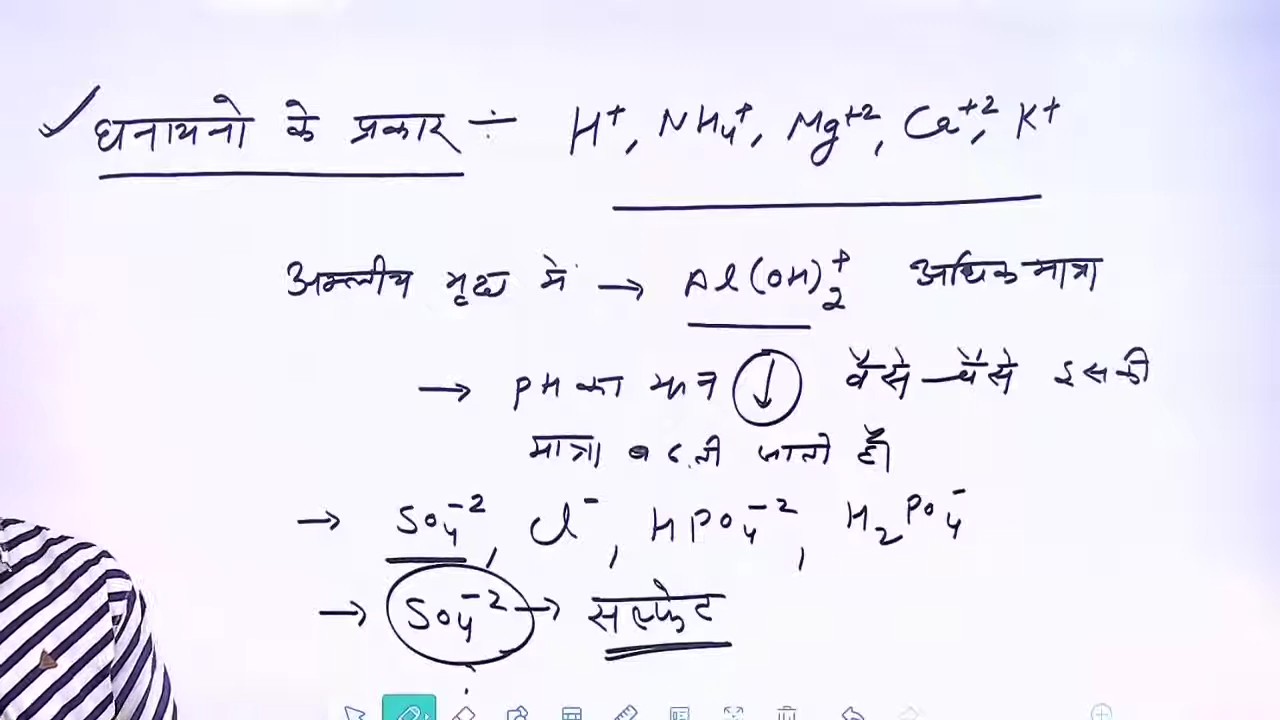 धनायनो के प्रकार ÷ H⁺, NH₄⁺, Mg⁺², Ca⁺², K⁺
अम्लीय मृदा में → Al(OH)₂⁺ अधिक मात्रा
→ PH का मान ↓ वैसे-वैसे इसकी
मात्रा बढ़ती जाती है।
→ SO₄⁻², Cl⁻, HPO₄⁻², H₂PO₄⁻
→ SO₄⁻² → सल्फेट